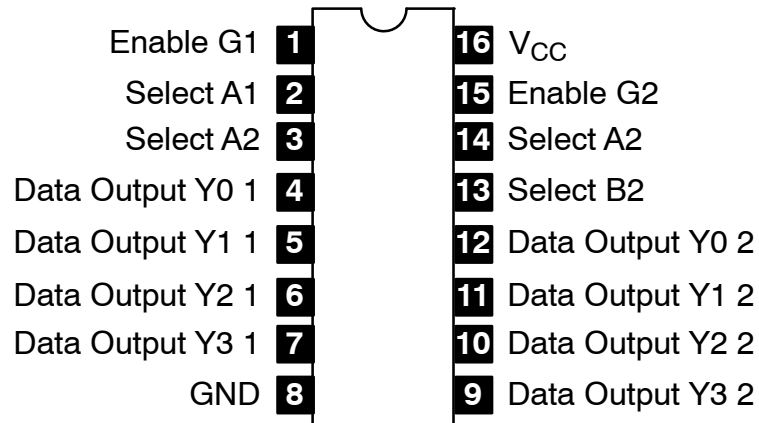 Enable G1 1 16 VCC
Select A1 2 15 Enable G2
Select A2 3 14 Select A2
Data Output Y0 1 4 13 Select B2
Data Output Y1 1 5 12 Data Output Y0 2
Data Output Y2 1 6 11 Data Output Y1 2
Data Output Y3 1 7 10 Data Output Y2 2
GND 8 9 Data Output Y3 2